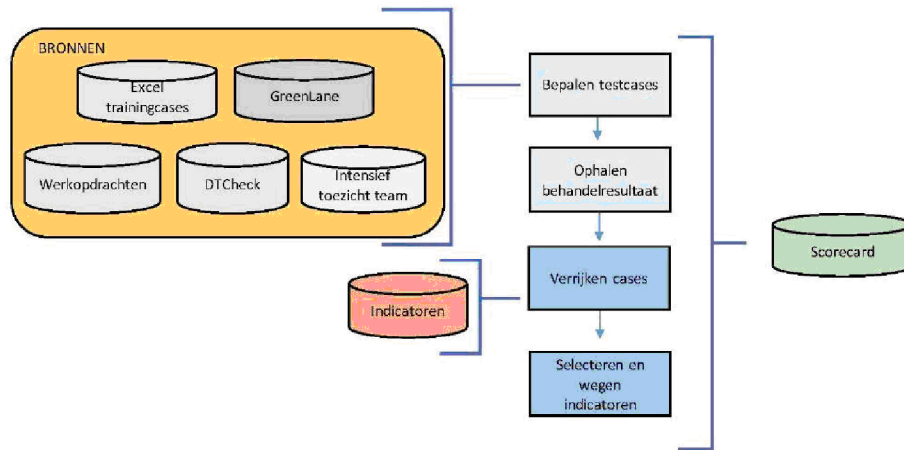 BRONNEN
Excel
trainingcases
GreenLane
Werkopdrachten
DTCheck
Intensief
toezicht team
Indicatoren
Bepalen testcases
Ophalen
behandelresultaat
Verrijken cases
Selecteren en
wegen
indicatoren
Scorecard